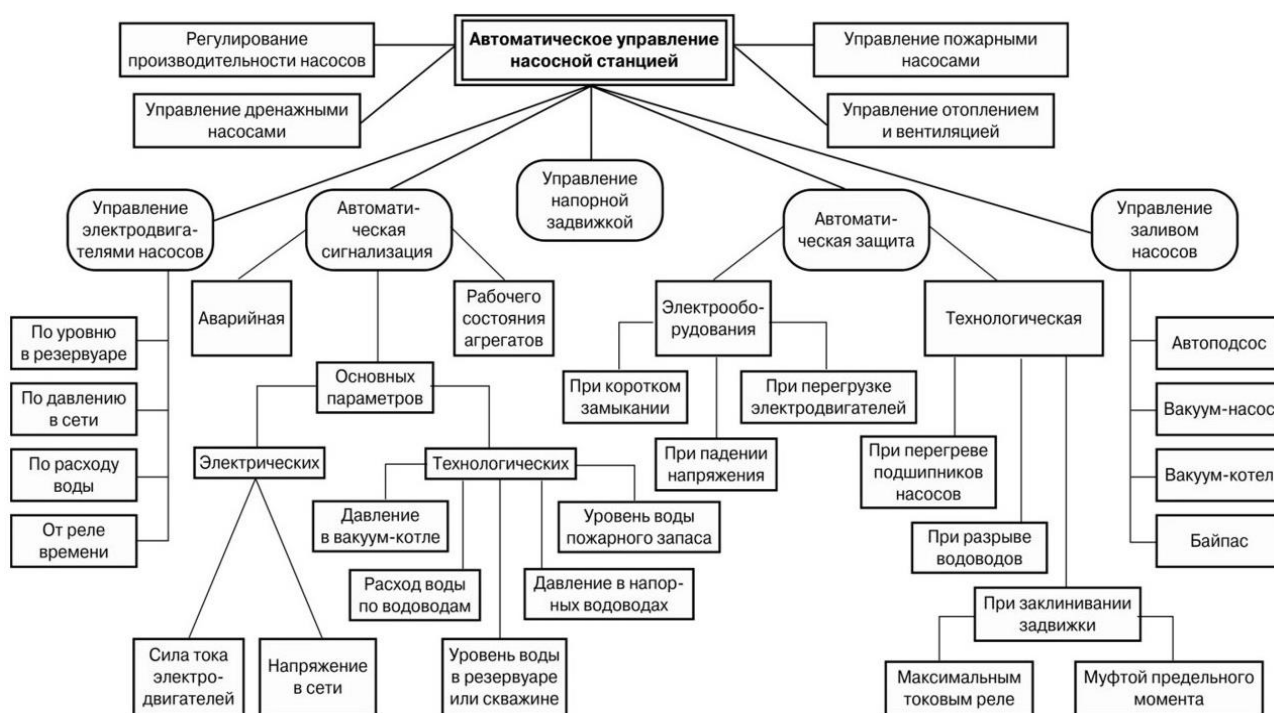 Автоматическое управление
насосной станцией
Регулирование
производительности насосов
Управление пожарными
насосами
Управление дренажными
насосами
Управление отоплением
и вентиляцией
Управление
электродвига-
телями насосов
Автомати-
ческая
сигнализация
Управление
напорной
задвижкой
Автомати-
ческая защита
Управление
заливом
насосов
По уровню
в резервуаре
По давлению
в сети
По расходу
воды
От реле
времени
Аварийная
Рабочего
состояния
агрегатов
Основных
параметров
Электрических
Технологических
Сила тока
электро-
двигателей
Напряжение
в сети
Давление
в вакуум-котле
Расход воды
по водоводам
Уровень воды
в резервуаре
или скважине
Давление в напор-
ных водоводах
Уровень воды
пожарного запаса
Электрообо-
рудования
Технологическая
При коротком
замыкании
При падении
напряжения
При перегрузке
электродвигателей
При перегреве
подшипников
насосов
При разрыве
водоводов
При заклинивании
задвижки
Максимальным
токовым реле
Муфтой предельного
момента
Автоподсос
Вакуум-насос
Вакуум-котел
Байпас